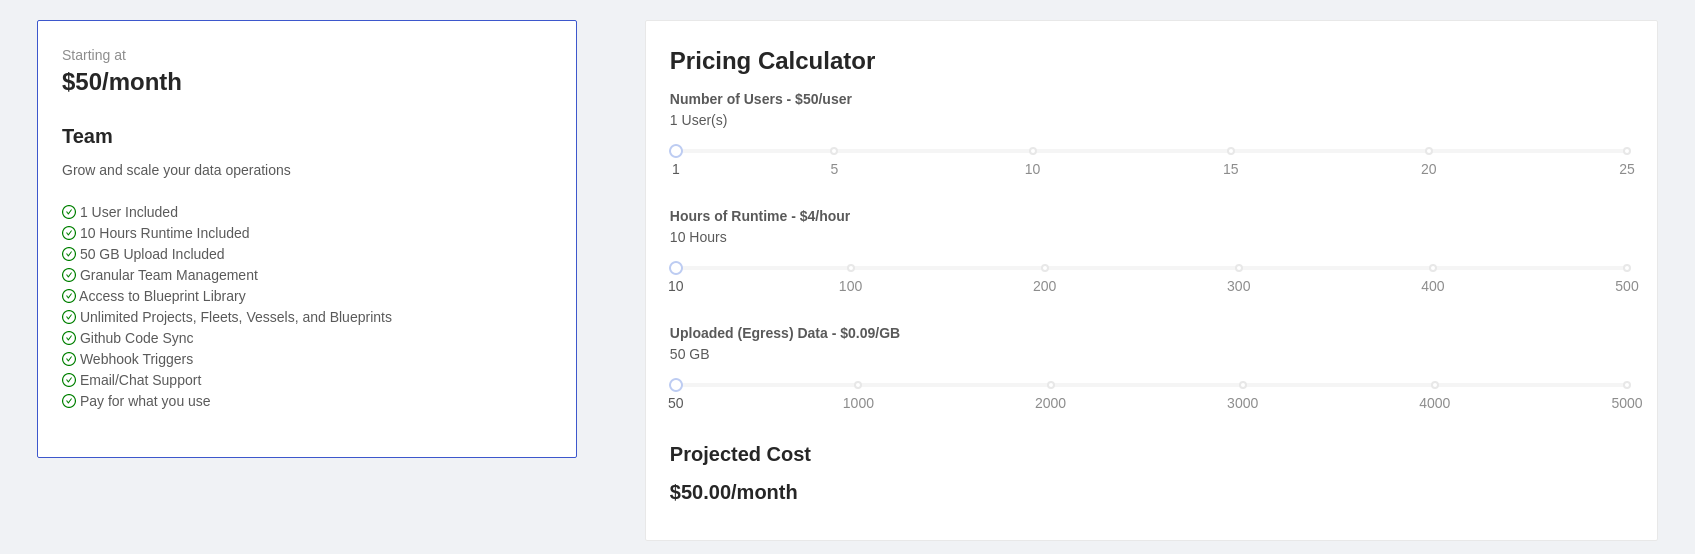 Starting at
$50/month
Team
Grow and scale your data operations
1 User Included
10 Hours Runtime Included
50 GB Upload Included
Granular Team Management
Access to Blueprint Library
Unlimited Projects, Fleets, Vessels, and Blueprints
Github Code Sync
Webhook Triggers
Email/Chat Support
Pay for what you use
Pricing Calculator
Number of Users - $50/user
1 User(s)
1 5 10 15 20 25
Hours of Runtime - $4/hour
10 Hours
10 100 200 300 400 500
Uploaded (Egress) Data - $0.09/GB
50 GB
50 1000 2000 3000 4000 5000
Projected Cost
$50.00/month